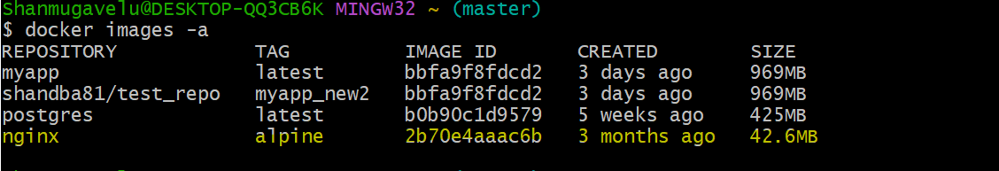 Shanmugavelu@DESKTOP-QQ3CB6K MINGW32 ~ (master)
$ docker images -a
REPOSITORY TAG IMAGE ID CREATED SIZE
myapp latest bbfa9f8fdcd2 3 days ago 969MB
shandba81/test_repo myapp_new2 bbfa9f8fdcd2 3 days ago 969MB
postgres latest b0b90c1d9579 5 weeks ago 425MB
nginx alpine 2b70e4aaac6b 3 months ago 42.6MB